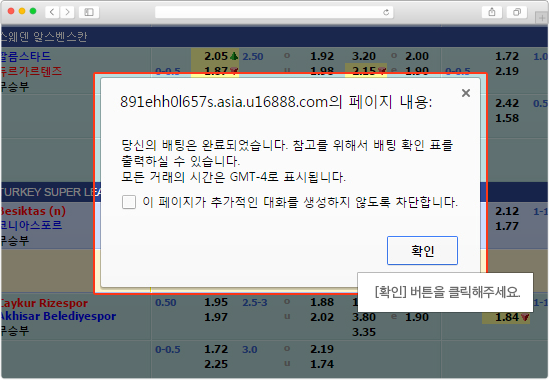 스웨덴 알스벤스칸
할름스타드 2.05 2.50 o 1.92 3.20 o 2.00 1.72 1.0
유르가르텐즈 0-0.5 1.87 u 1.98 2.15 u 1.90 0-0.5 2.19
무승부
2.42 0.5
1.58
891ehh0l657s.asia.u16888.com의 페이지 내용:
당신의 배팅은 완료되었습니다. 참고를 위해서 배팅 확인 표를
출력하실 수 있습니다.
모든 거래의 시간은 GMT-4로 표시됩니다.
이 페이지가 추가적인 대화를 생성하지 않도록 차단합니다.
확인
[확인] 버튼을 클릭해주세요.
TURKEY SUPER LEA
Besiktas (n) 2.12 1-1
코니아스포르 1.77
무승부
Caykur Rizespor 0.50 1.95 2.5-3 o 1.88
Akhisar Belediyespor 1.97 u 2.02 3.80 e 1.90 1.84
무승부 3.35
0-0.5 1.72 3.0 o 2.19
2.25 u 1.74